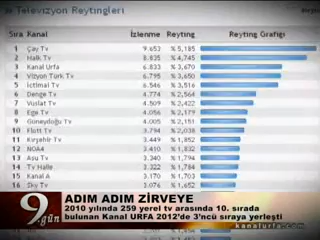 Televizyon Reytingleri
Sıra Kanal İzlenme Reyting Reyting Grafiği
1 Çay Tv 9.653 % 5,185
2 Halk Tv 8.835 % 4,745
3 Kanal Urfa 6.833 % 3,670
4 Vizyon Türk Tv 6.795 % 3,650
5 İctimai Tv 6.546 % 3,516
6 Denge Tv 4.774 % 2,564
7 Vuslat Tv 4.509 % 2,422
8 Ege Tv 4.056 % 2,179
9 Güneydoğu Tv 4.005 % 2,151
10 Flott Tv 3.794 % 2,038
11 Kırşehir Tv 3.449 % 1,852
12 NOA4 3.410 % 1,832
13 Asu Tv 3.340 % 1,794
14 Tv Halle 3.322 % 1,784
15 Kanal A 3.170 % 1,703
16 Sky Tv 3.076 % 1,652
9.gün
ADIM ADIM ZİRVEYE
2010 yılında 259 yerel tv arasında 10. sırada
bulunan Kanal URFA 2012'de 3'ncü sıraya yerleşti
kanalurfa.com